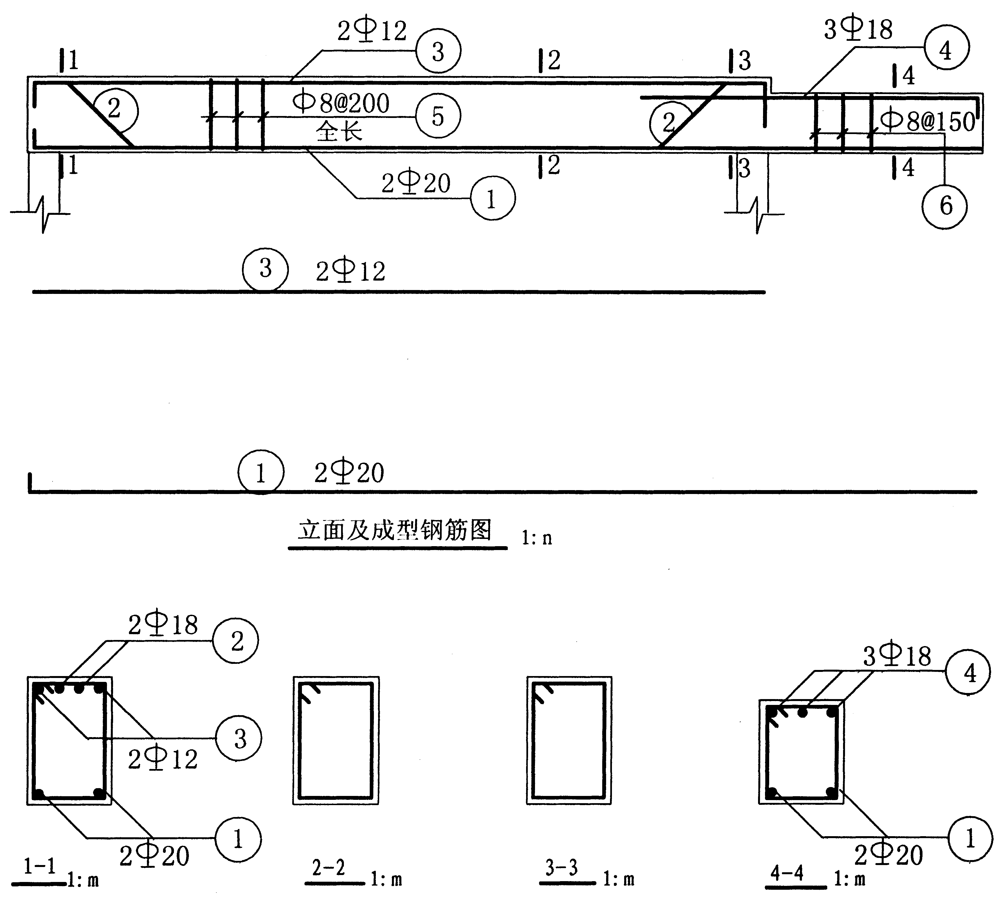 2Φ12 ③
3Φ18 ④
1 2 3 4
② Φ8@200 ⑤
全长
② Φ8@150
1 2 3 4
2Φ20 ①
⑥
③ 2Φ12
① 2Φ20
立面及成型钢筋图 1:n
2Φ18 ②
3Φ18 ④
③
2Φ12
①
2Φ20
①
2Φ20
1-1 1:m
2-2 1:m
3-3 1:m
4-4 1:m